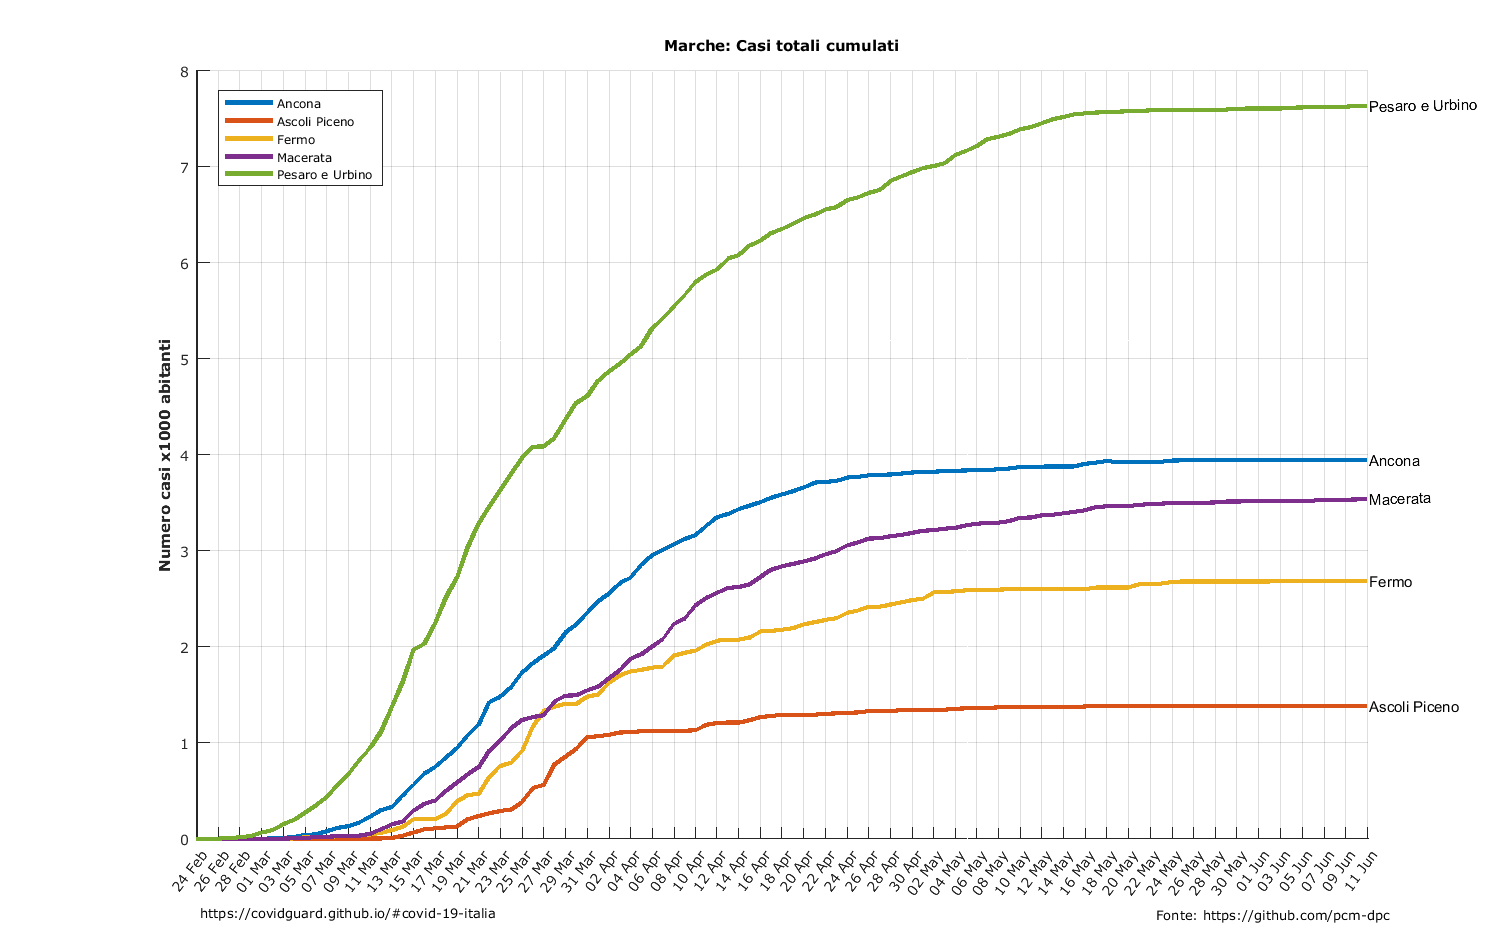 Marche: Casi totali cumulati
8
7
6
5
4
3
2
1
0
Numero casi x1000 abitanti
Ancona
Ascoli Piceno
Fermo
Macerata
Pesaro e Urbino
Pesaro e Urbino
Ancona
Macerata
Fermo
Ascoli Piceno
24 Feb
26 Feb
28 Feb
01 Mar
03 Mar
05 Mar
07 Mar
09 Mar
11 Mar
13 Mar
15 Mar
17 Mar
19 Mar
21 Mar
23 Mar
25 Mar
27 Mar
29 Mar
31 Mar
02 Apr
04 Apr
06 Apr
08 Apr
10 Apr
12 Apr
14 Apr
16 Apr
18 Apr
20 Apr
22 Apr
24 Apr
26 Apr
28 Apr
30 Apr
02 May
04 May
06 May
08 May
10 May
12 May
14 May
16 May
18 May
20 May
22 May
24 May
26 May
28 May
30 May
01 Jun
03 Jun
05 Jun
07 Jun
09 Jun
11 Jun
https://covidguard.github.io/#covid-19-italia
Fonte: https://github.com/pcm-dpc